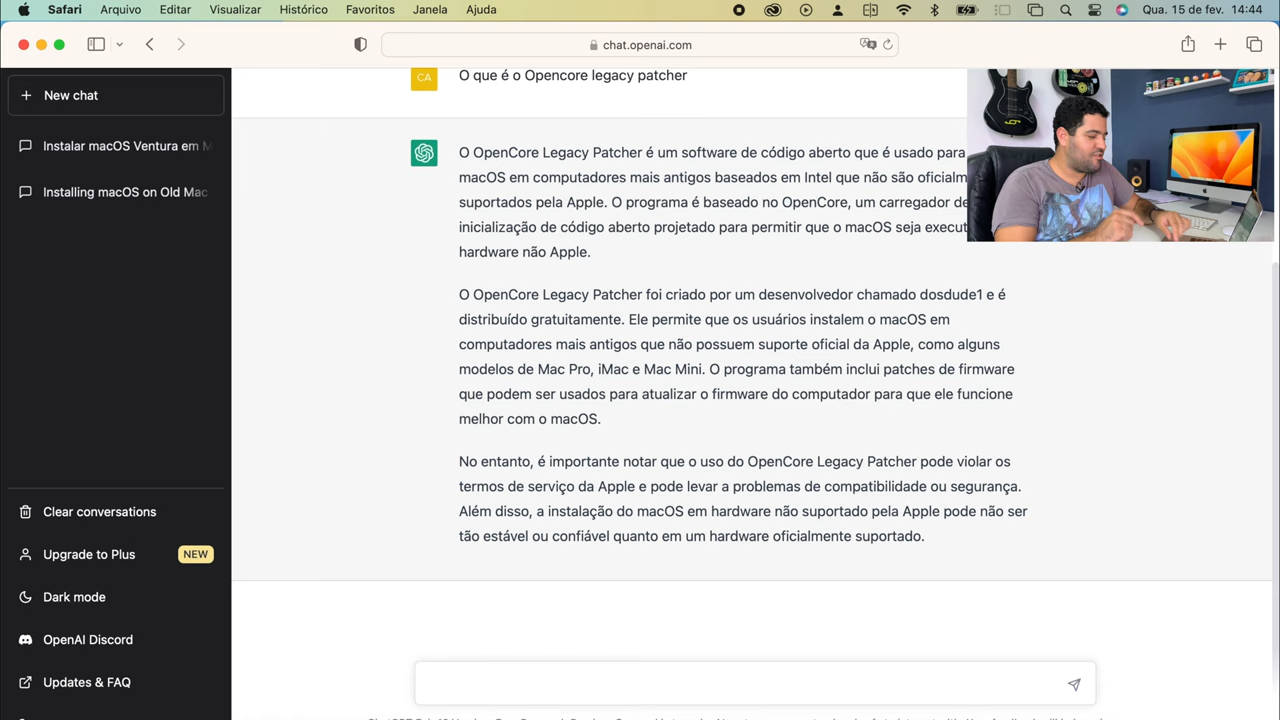 Safari Arquivo Editar Visualizar Histórico Favoritos Janela Ajuda Qua. 15 de fev. 14:44
chat.openai.com
New chat
Instalar macOS Ventura em M
Installing macOS on Old Mac
Clear conversations
Upgrade to Plus NEW
Dark mode
OpenAI Discord
Updates & FAQ
CA O que é o Opencore legacy patcher
O OpenCore Legacy Patcher é um software de código aberto que é usado para
macOS em computadores mais antigos baseados em Intel que não são oficialm
suportados pela Apple. O programa é baseado no OpenCore, um carregador de
inicialização de código aberto projetado para permitir que o macOS seja execut
hardware não Apple.
O OpenCore Legacy Patcher foi criado por um desenvolvedor chamado dosdude1 e é
distribuído gratuitamente. Ele permite que os usuários instalem o macOS em
computadores mais antigos que não possuem suporte oficial da Apple, como alguns
modelos de Mac Pro, iMac e Mac Mini. O programa também inclui patches de firmware
que podem ser usados para atualizar o firmware do computador para que ele funcione
melhor com o macOS.
No entanto, é importante notar que o uso do OpenCore Legacy Patcher pode violar os
termos de serviço da Apple e pode levar a problemas de compatibilidade ou segurança.
Além disso, a instalação do macOS em hardware não suportado pela Apple pode não ser
tão estável ou confiável quanto em um hardware oficialmente suportado.